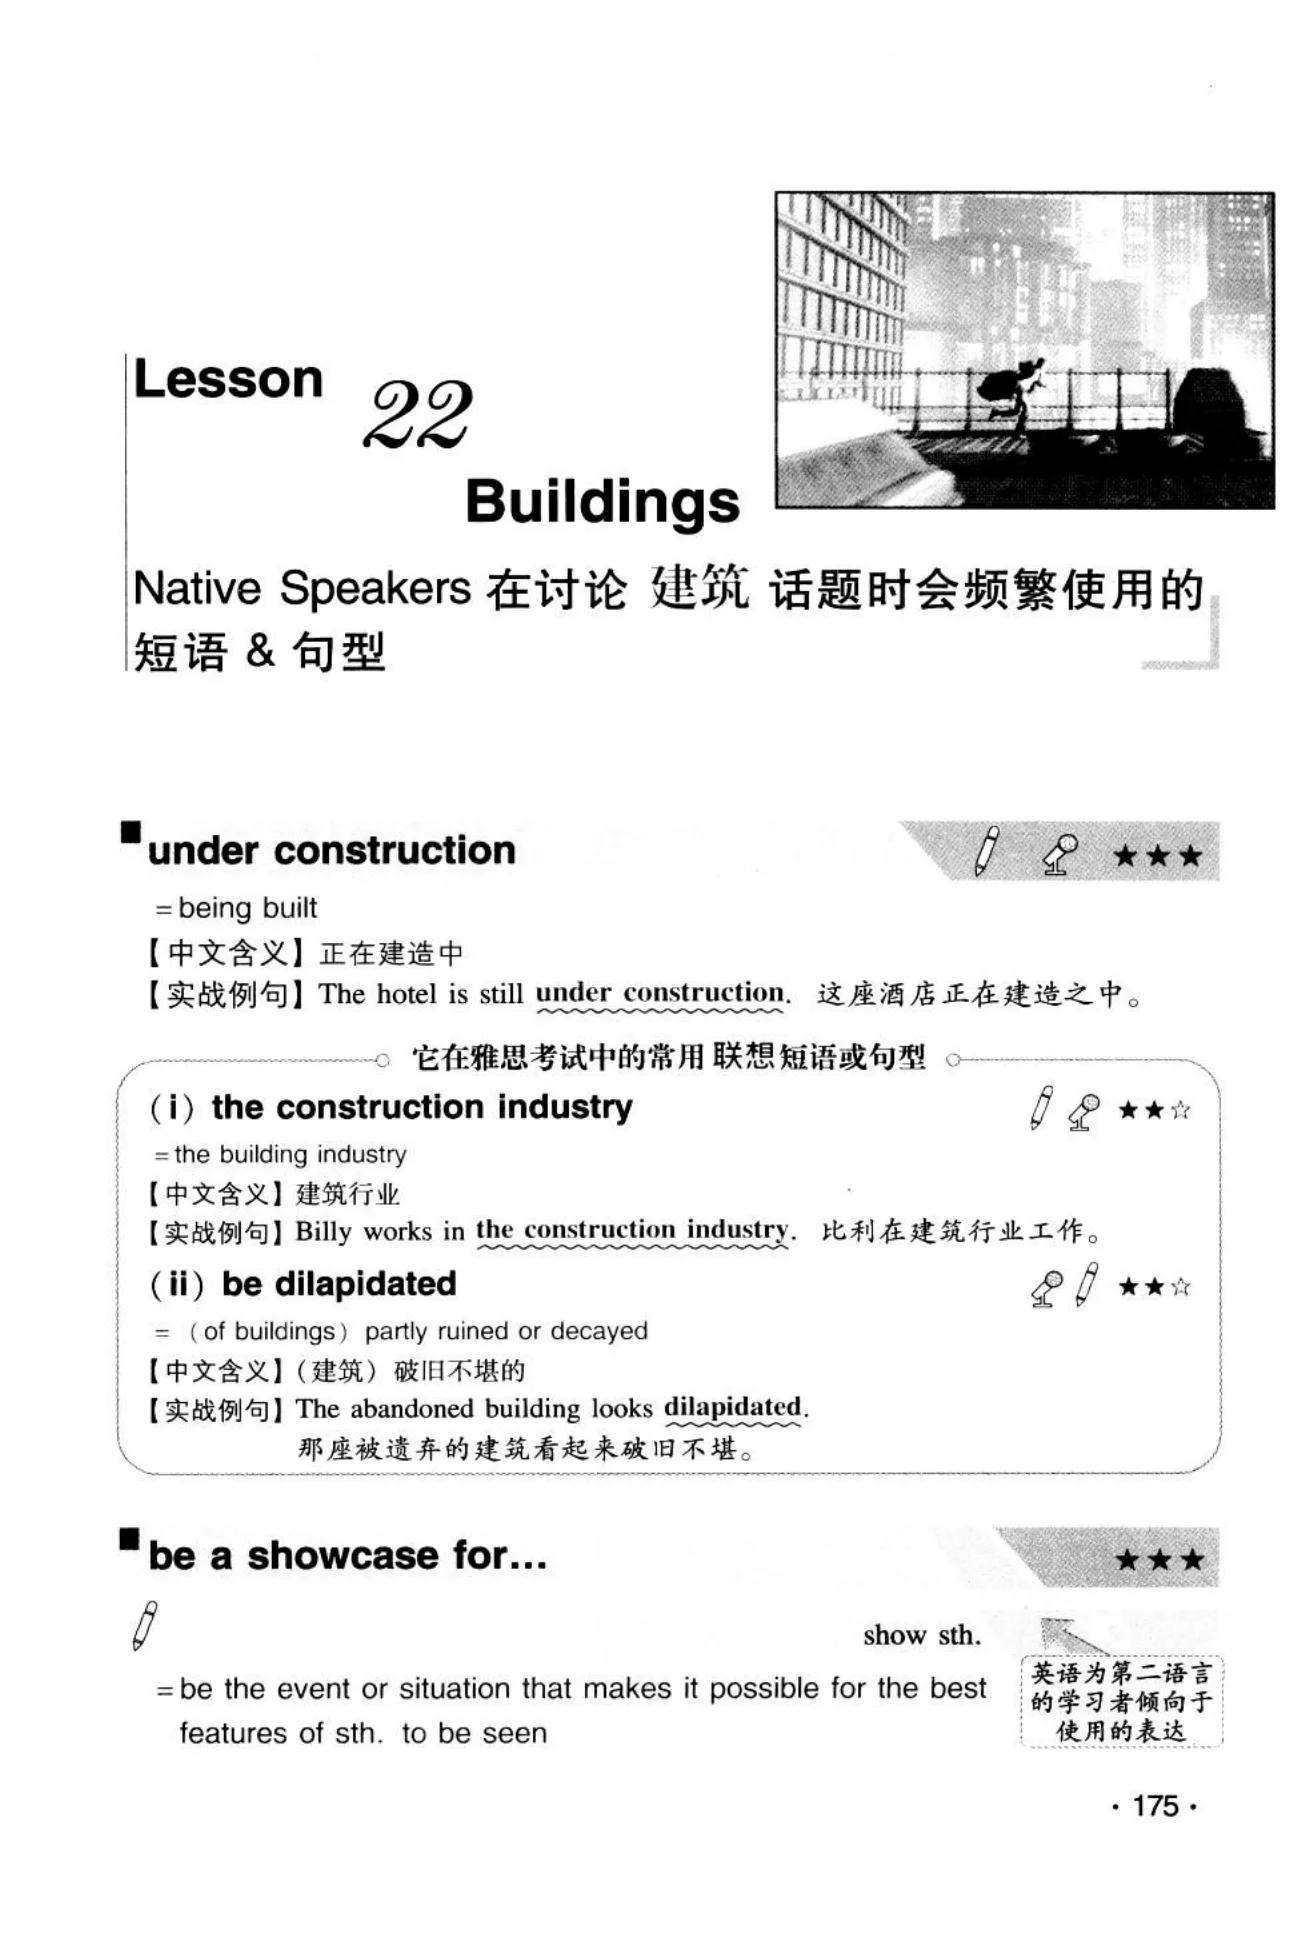 Lesson 22
Buildings
Native Speakers 在讨论 建筑 话题时会频繁使用的
短语 & 句型
■under construction ★★★
=being built
【中文含义】正在建造中
【实战例句】The hotel is still under construction. 这座酒店正在建造之中。
它在雅思考试中的常用联想短语或句型
(i) the construction industry ★★☆
=the building industry
【中文含义】建筑行业
【实战例句】Billy works in the construction industry. 比利在建筑行业工作。
(ii) be dilapidated ★★☆
= (of buildings) partly ruined or decayed
【中文含义】(建筑) 破旧不堪的
【实战例句】The abandoned building looks dilapidated.
那座被遗弃的建筑看起来破旧不堪。
■be a showcase for... ★★★
show sth.
英语为第二语言
的学习者倾向于
使用的表达
=be the event or situation that makes it possible for the best
features of sth. to be seen
· 175 ·